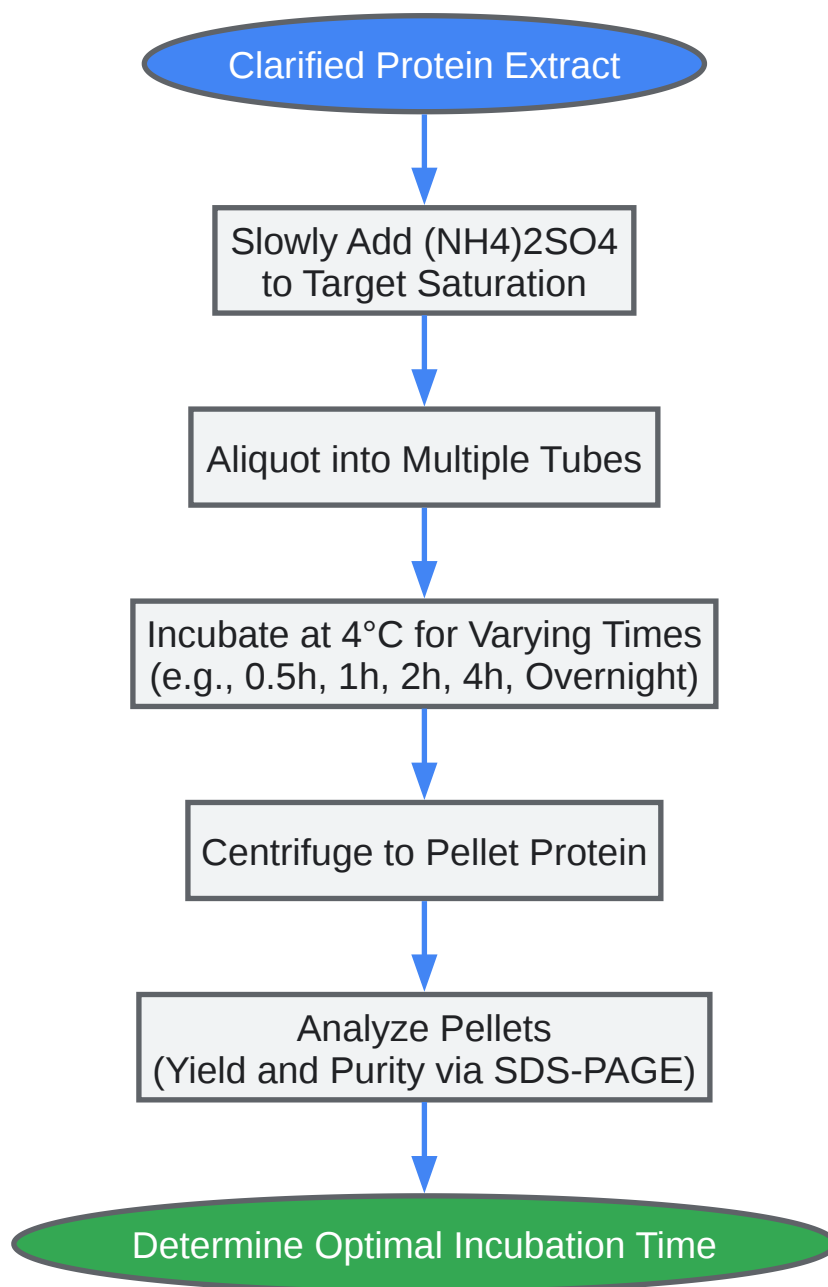 Clarified Protein Extract
Slowly Add (NH4)2SO4
to Target Saturation
Aliquot into Multiple Tubes
Incubate at 4°C for Varying Times
(e.g., 0.5h, 1h, 2h, 4h, Overnight)
Centrifuge to Pellet Protein
Analyze Pellets
(Yield and Purity via SDS-PAGE)
Determine Optimal Incubation Time